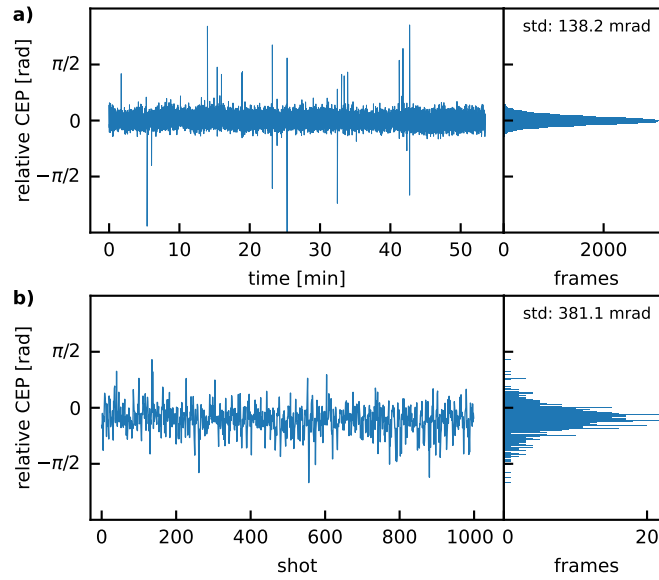 a)
std: 138.2 mrad
relative CEP [rad]
π/2
0
−π/2
0 10 20 30 40 50
0 2000
time [min]
frames
b)
std: 381.1 mrad
relative CEP [rad]
π/2
0
−π/2
0 200 400 600 800 1000
0 20
shot
frames